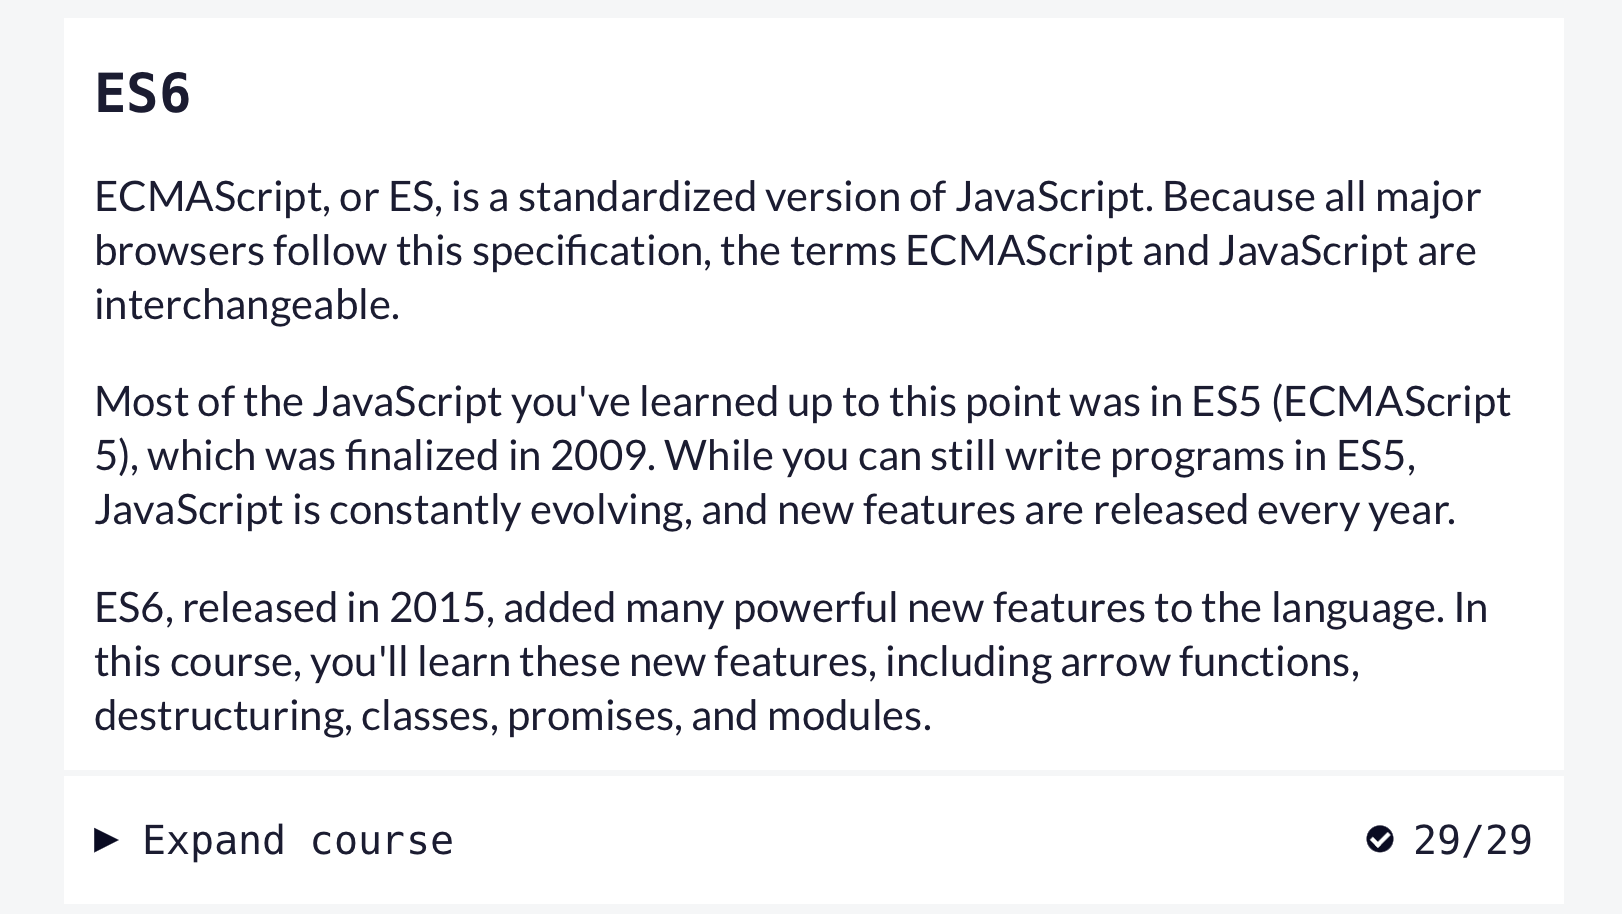 ES6
ECMAScript, or ES, is a standardized version of JavaScript. Because all major
browsers follow this specification, the terms ECMAScript and JavaScript are
interchangeable.
Most of the JavaScript you've learned up to this point was in ES5 (ECMAScript
5), which was finalized in 2009. While you can still write programs in ES5,
JavaScript is constantly evolving, and new features are released every year.
ES6, released in 2015, added many powerful new features to the language. In
this course, you'll learn these new features, including arrow functions,
destructuring, classes, promises, and modules.
Expand course 29/29